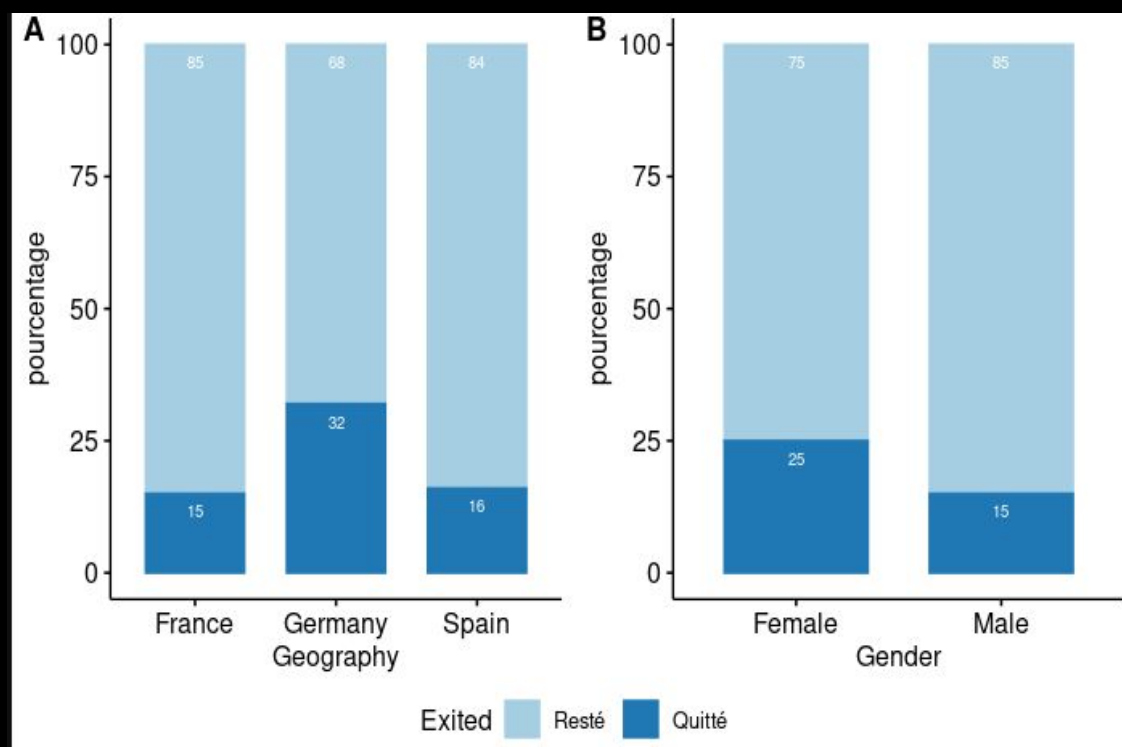 A
100
85
68
84
75
50
25
0
32
15
16
pourcentage
France Germany Spain
Geography
B
100
75
85
75
50
25
0
25
15
pourcentage
Female Male
Gender
Exited Resté Quitté